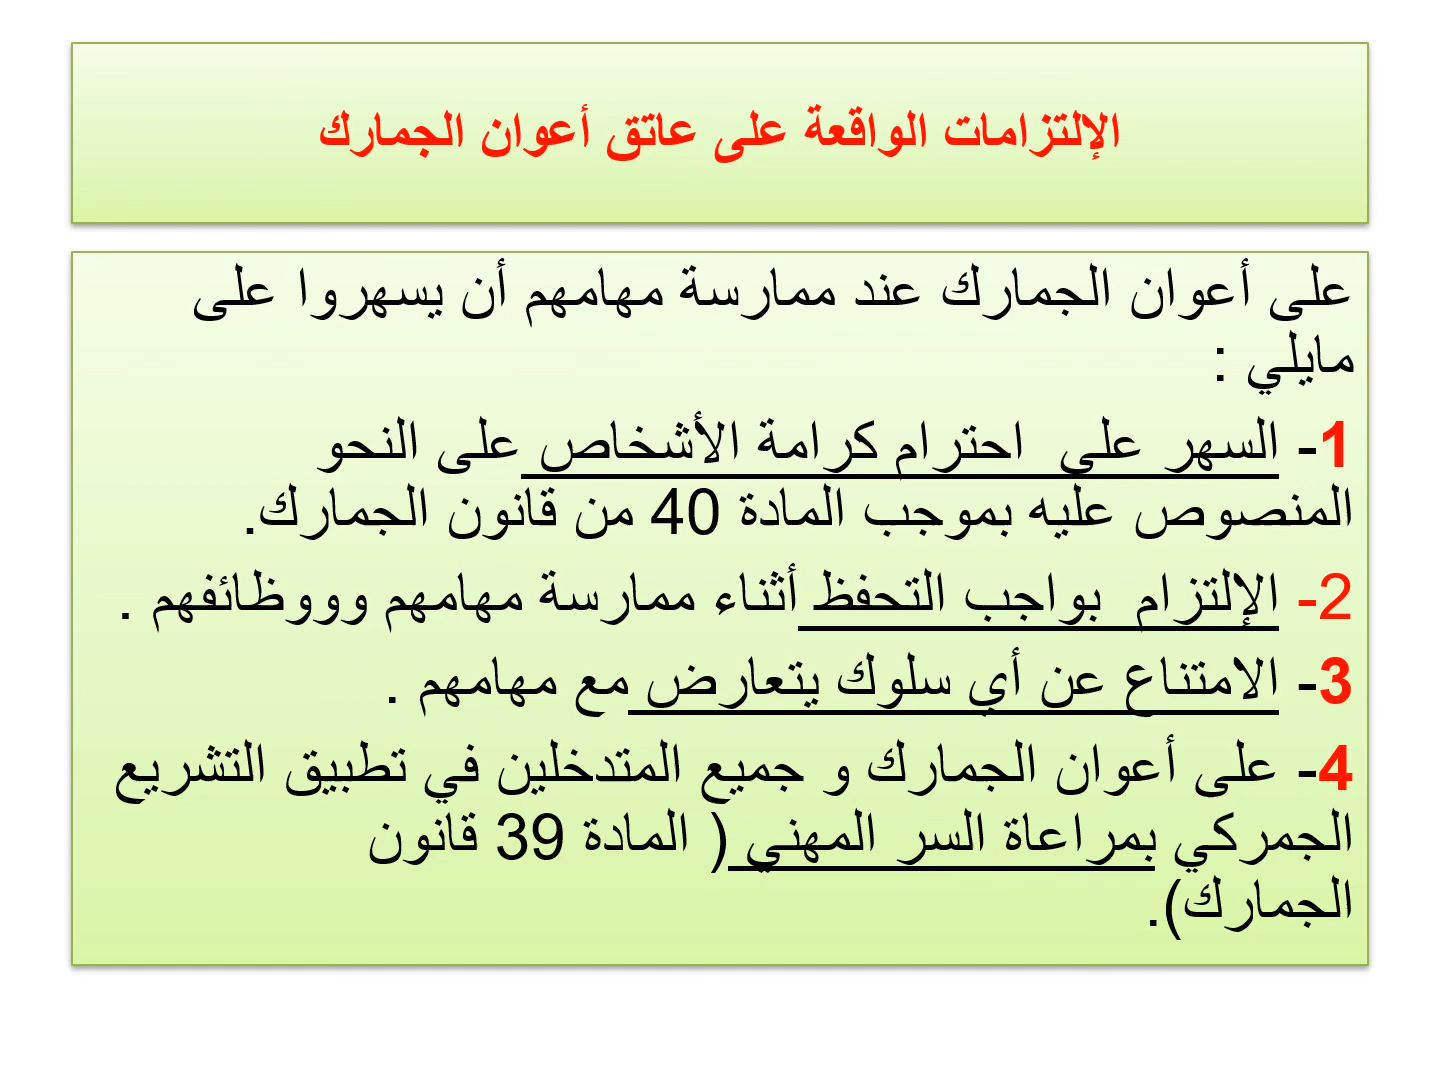 الإلتزامات الواقعة على عاتق أعوان الجمارك
على أعوان الجمارك عند ممارسة مهامهم أن يسهروا على
مايلي :
1- السهر على احترام كرامة الأشخاص على النحو
المنصوص عليه بموجب المادة 40 من قانون الجمارك.
2- الإلتزام بواجب التحفظ أثناء ممارسة مهامهم وووظائفهم .
3- الامتناع عن أي سلوك يتعارض مع مهامهم .
4- على أعوان الجمارك و جميع المتدخلين في تطبيق التشريع
الجمركي بمراعاة السر المهني ( المادة 39 قانون
الجمارك).